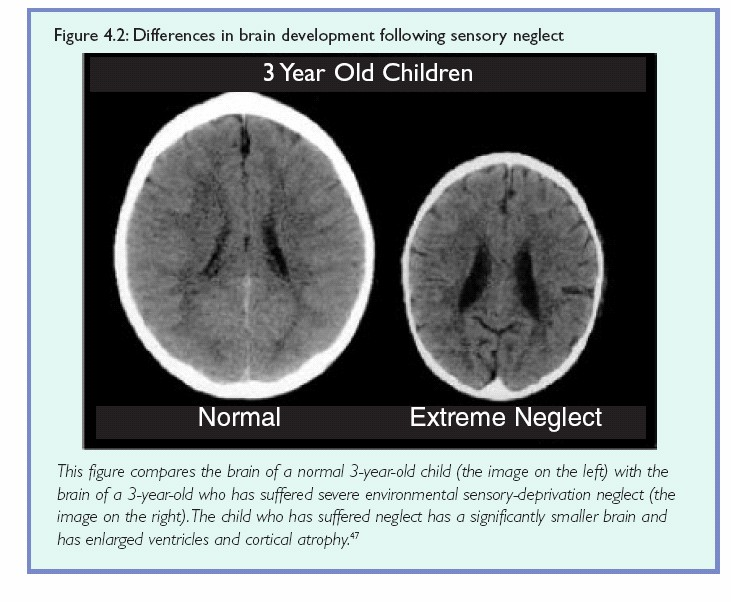 Figure 4.2: Differences in brain development following sensory neglect
3 Year Old Children
Normal
Extreme Neglect
This figure compares the brain of a normal 3-year-old child (the image on the left) with the
brain of a 3-year-old who has suffered severe environmental sensory-deprivation neglect (the
image on the right). The child who has suffered neglect has a significantly smaller brain and
has enlarged ventricles and cortical atrophy.47